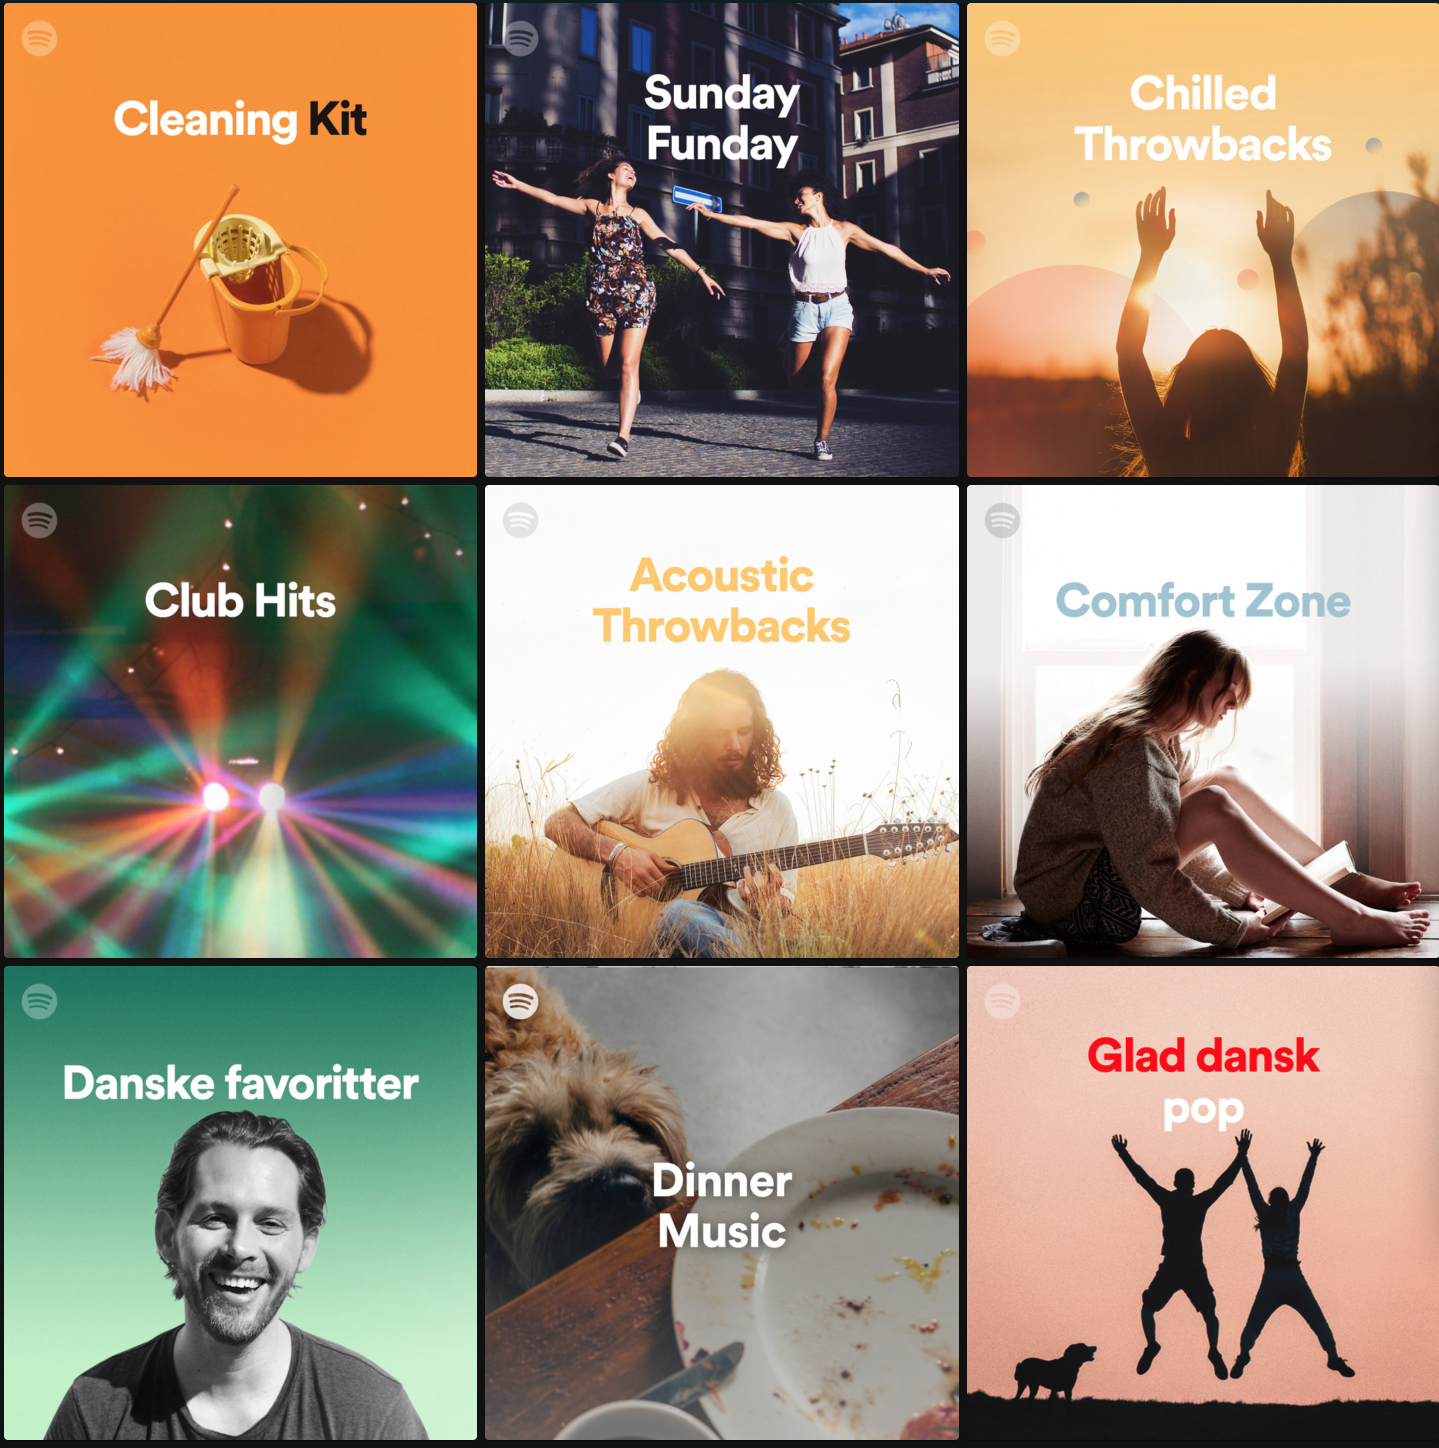 Cleaning Kit
Sunday
Funday
Chilled
Throwbacks
Club Hits
Acoustic
Throwbacks
Comfort Zone
Danske favoritter
Dinner
Music
Glad dansk
pop